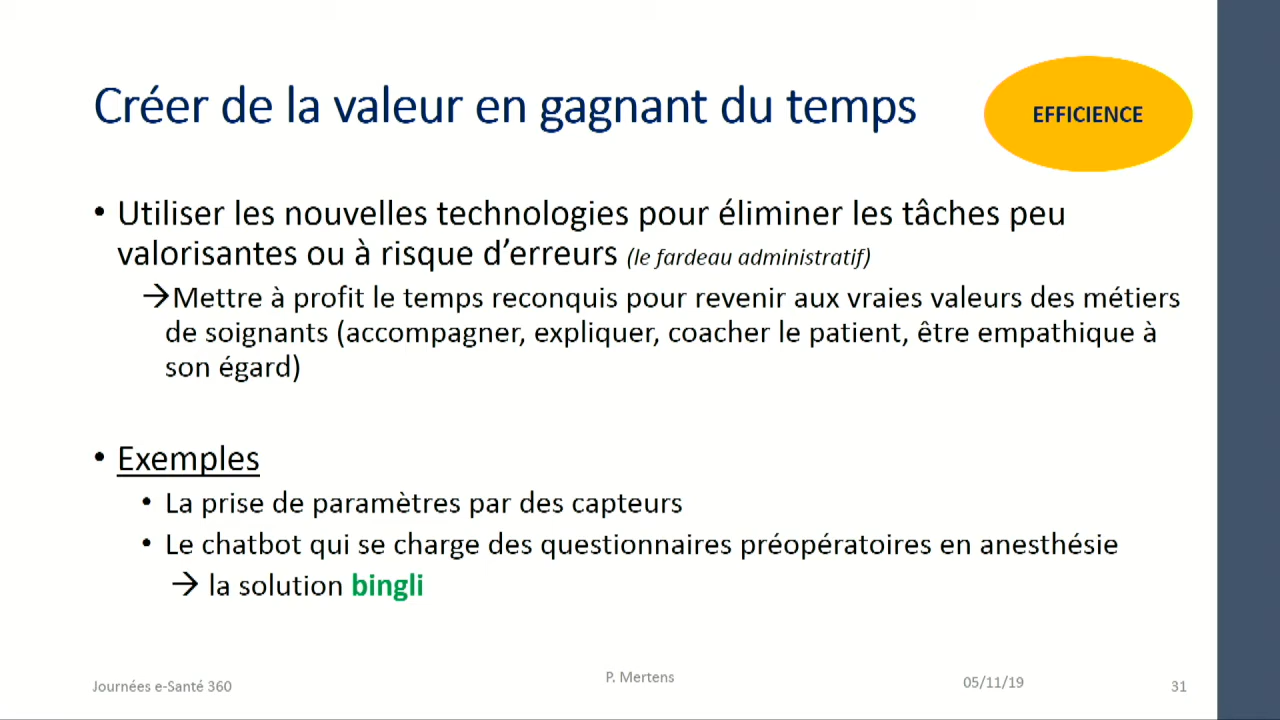 Créer de la valeur en gagnant du temps
EFFICIENCE
• Utiliser les nouvelles technologies pour éliminer les tâches peu
valorisantes ou à risque d’erreurs (le fardeau administratif)
→Mettre à profit le temps reconquis pour revenir aux vraies valeurs des métiers
de soignants (accompagner, expliquer, coacher le patient, être empathique à
son égard)
• Exemples
• La prise de paramètres par des capteurs
• Le chatbot qui se charge des questionnaires préopératoires en anesthésie
→ la solution bingli
Journées e-Santé 360
P. Mertens
05/11/19
31